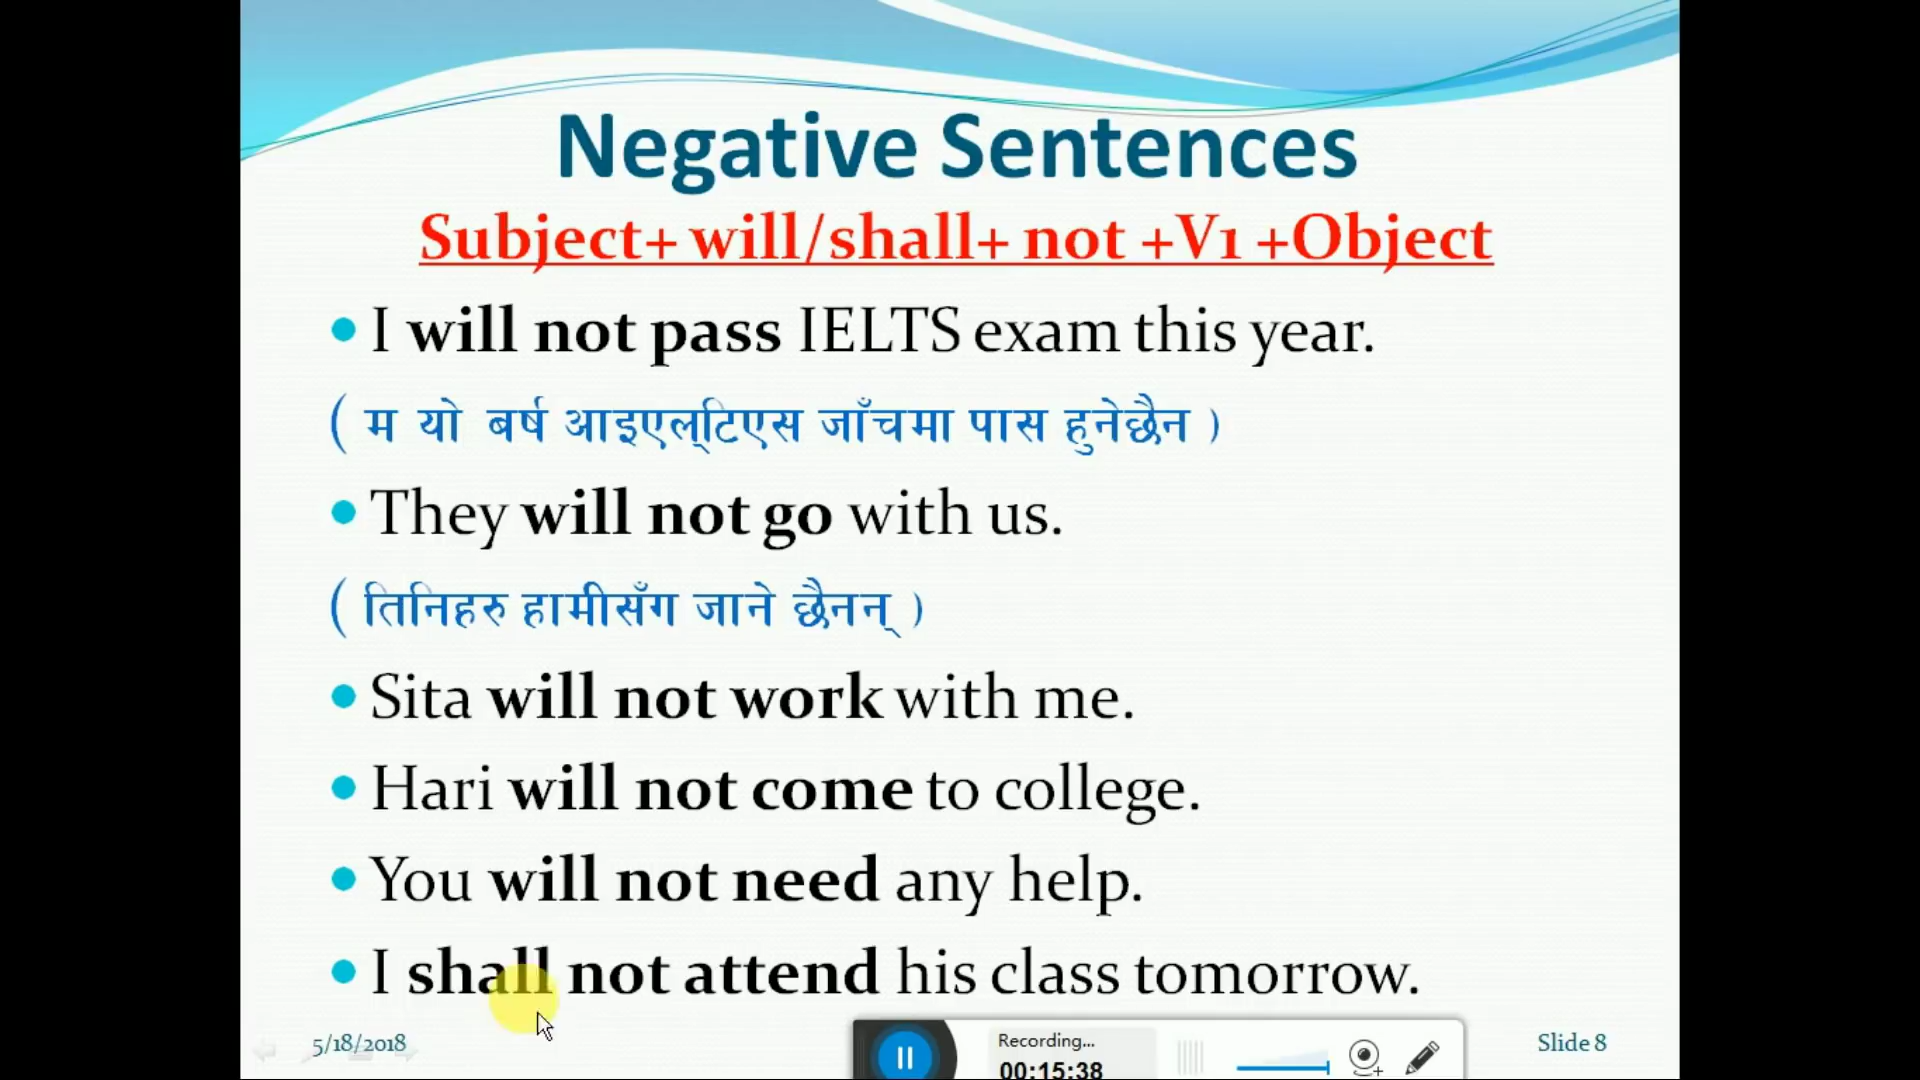 Negative Sentences
Subject+ will/shall+ not +V1 +Object
• I will not pass IELTS exam this year.
( म यो बर्ष आइएल्टिएस जाँचमा पास हुनेछैन )
• They will not go with us.
( तिनिहरु हामीसँग जाने छैनन् )
• Sita will not work with me.
• Hari will not come to college.
• You will not need any help.
• I shall not attend his class tomorrow.
5/18/2018
Recording...
00:15:38
Slide 8